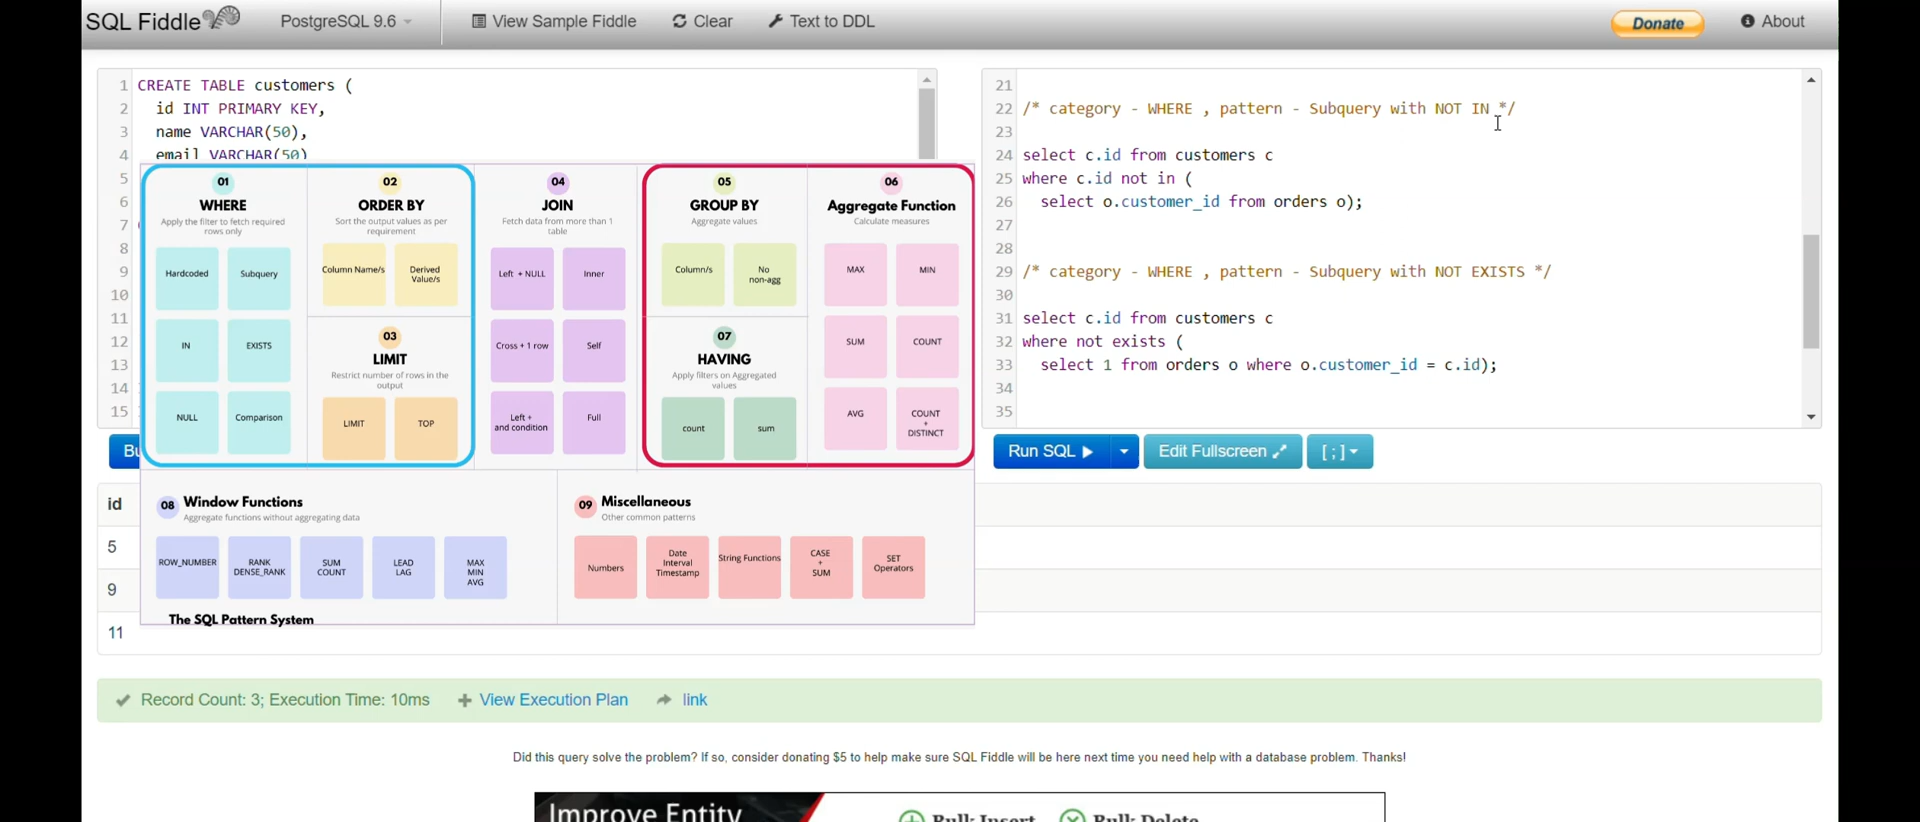 SQL Fiddle
PostgreSQL 9.6
View Sample Fiddle
Clear
Text to DDL
Donate
About
1 CREATE TABLE customers (
2 id INT PRIMARY KEY,
3 name VARCHAR(50),
4 email VARCHAR(50)
5
6
7
8
9
10
11
12
13
14
15
21
22 /* category - WHERE , pattern - Subquery with NOT IN */
23
24 select c.id from customers c
25 where c.id not in (
26 select o.customer_id from orders o);
27
28
29 /* category - WHERE , pattern - Subquery with NOT EXISTS */
30
31 select c.id from customers c
32 where not exists (
33 select 1 from orders o where o.customer_id = c.id);
34
35
01
WHERE
Apply the filter to fetch required
rows only
Hardcoded
Subquery
IN
EXISTS
NULL
Comparison
02
ORDER BY
Sort the output values as per
requirement
Column Name/s
Derived
Value/s
03
LIMIT
Restrict number of rows in the
output
LIMIT
TOP
04
JOIN
Fetch data from more than 1
table
Left + NULL
Inner
Cross + 1 row
Self
Left +
and condition
Full
05
GROUP BY
Aggregate values
Column/s
No
non-agg
07
HAVING
Apply filters on Aggregated
values
count
sum
06
Aggregate Function
Calculate measures
MAX
MIN
SUM
COUNT
AVG
COUNT
+
DISTINCT
08
Window Functions
Aggregate functions without aggregating data
ROW_NUMBER
RANK
DENSE_RANK
SUM
COUNT
LEAD
LAG
MAX
MIN
AVG
The SQL Pattern System
09
Miscellaneous
Other common patterns
Numbers
Date
Interval
Timestamp
String Functions
CASE
+
SUM
SET
Operators
Bu
Run SQL
Edit Fullscreen
[ ; ]
id
5
9
11
Record Count: 3; Execution Time: 10ms
View Execution Plan
link
Did this query solve the problem? If so, consider donating $5 to help make sure SQL Fiddle will be here next time you need help with a database problem. Thanks!
Improve Entity
Bulk Insert
Bulk Delete